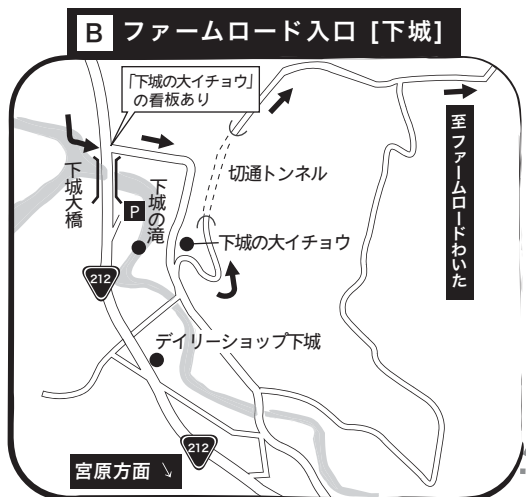 B ファームロード入口 [下城]
「下城の大イチョウ」
の看板あり
下城大橋
P
下城の滝
切通トンネル
下城の大イチョウ
至 ファームロードわいた
212
デイリーショップ下城
212
宮原方面 ↘